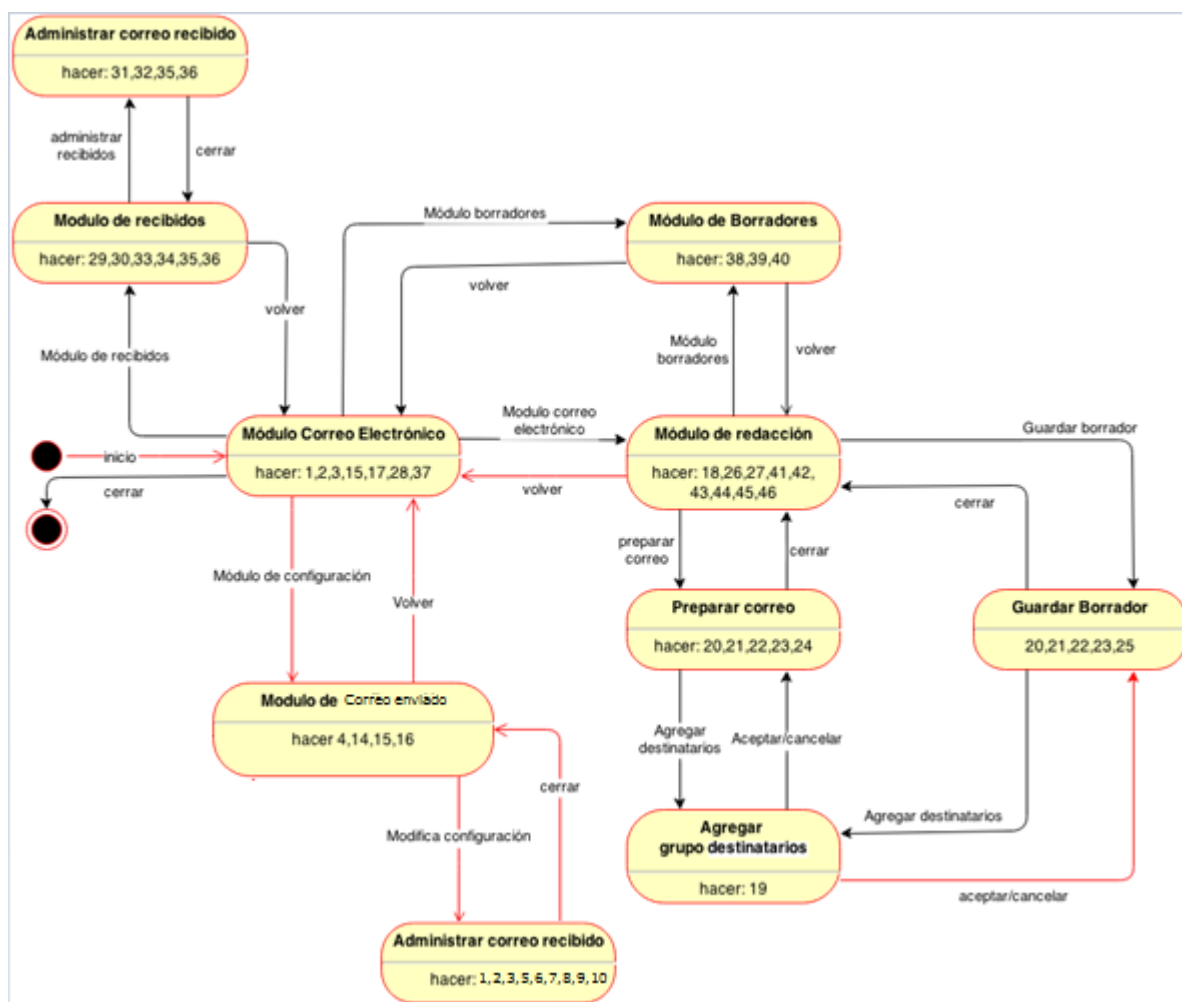 Administrar correo recibido
hacer: 31,32,35,36
administrar
recibidos
cerrar
Modulo de recibidos
hacer: 29,30,33,34,35,36
Módulo borradores
Módulo de Borradores
hacer: 38,39,40
volver
volver
Módulo de recibidos
Módulo
borradores
volver
Módulo Correo Electrónico
hacer: 1,2,3,15,17,28,37
Modulo correo
electrónico
Módulo de redacción
hacer: 18,26,27,41,42,
43,44,45,46
Guardar borrador
inicio
cerrar
volver
cerrar
preparar
correo
cerrar
Módulo de configuración
Volver
Preparar correo
hacer: 20,21,22,23,24
Guardar Borrador
20,21,22,23,25
Modulo de Correo enviado
hacer 4,14,15,16
Agregar
destinatarios
Aceptar/cancelar
cerrar
Agregar destinatarios
Modifica configuración
Agregar
grupo destinatarios
hacer: 19
aceptar/cancelar
Administrar correo recibido
hacer: 1,2,3,5,6,7,8,9,10